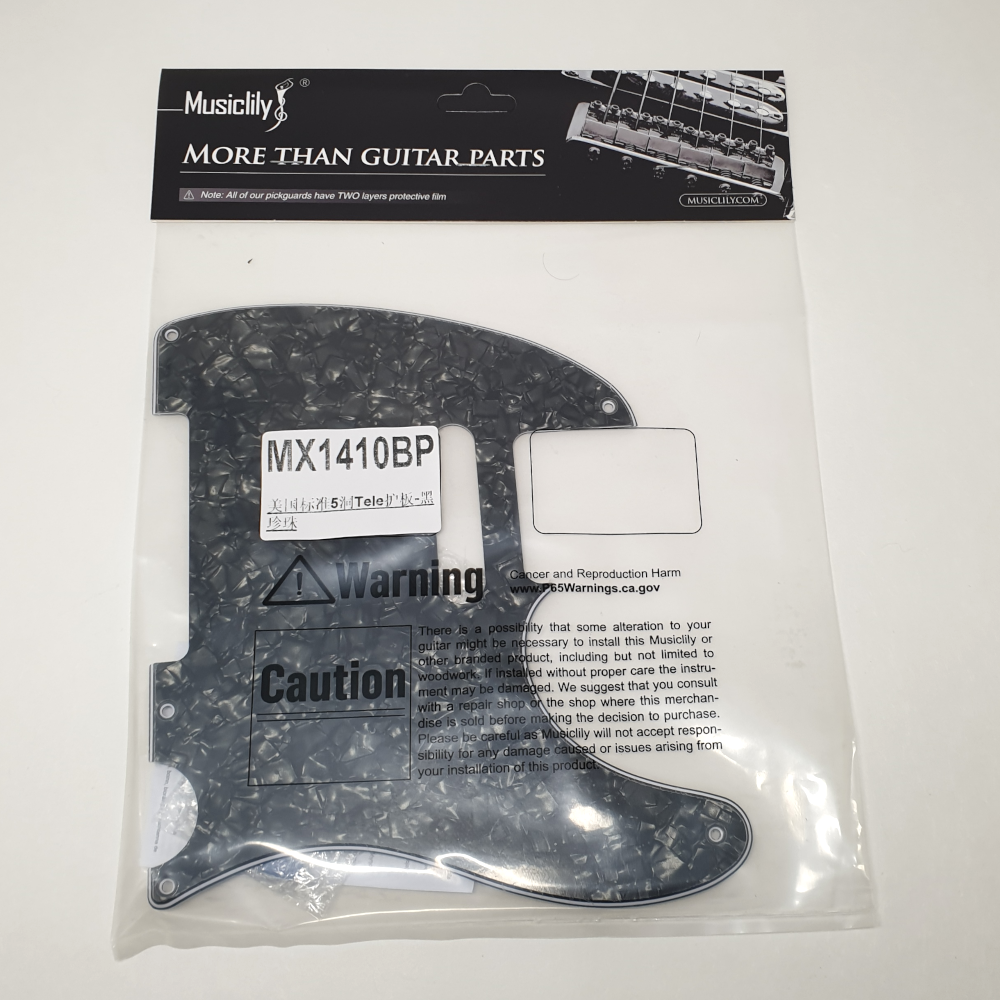 Musiclily®
MORE THAN GUITAR PARTS
Note: All of our pickguards have TWO layers protective film
MUSICLILY.COM
MX1410BP
美国标准5洞Tele护板-黑
珍珠
Warning
Cancer and Reproduction Harm
www.P65Warnings.ca.gov
Caution
There is a possibility that some alteration to your
guitar might be necessary to install this Musiclily or
other branded product, including but not limited to
woodwork. If installed without proper care the instru-
ment may be damaged. We suggest that you consult
with a repair shop or the shop where this merchan-
dise is sold before making the decision to purchase.
Please be careful as Musiclily will not accept respon-
sibility for any damage caused or issues arising from
your installation of this product.